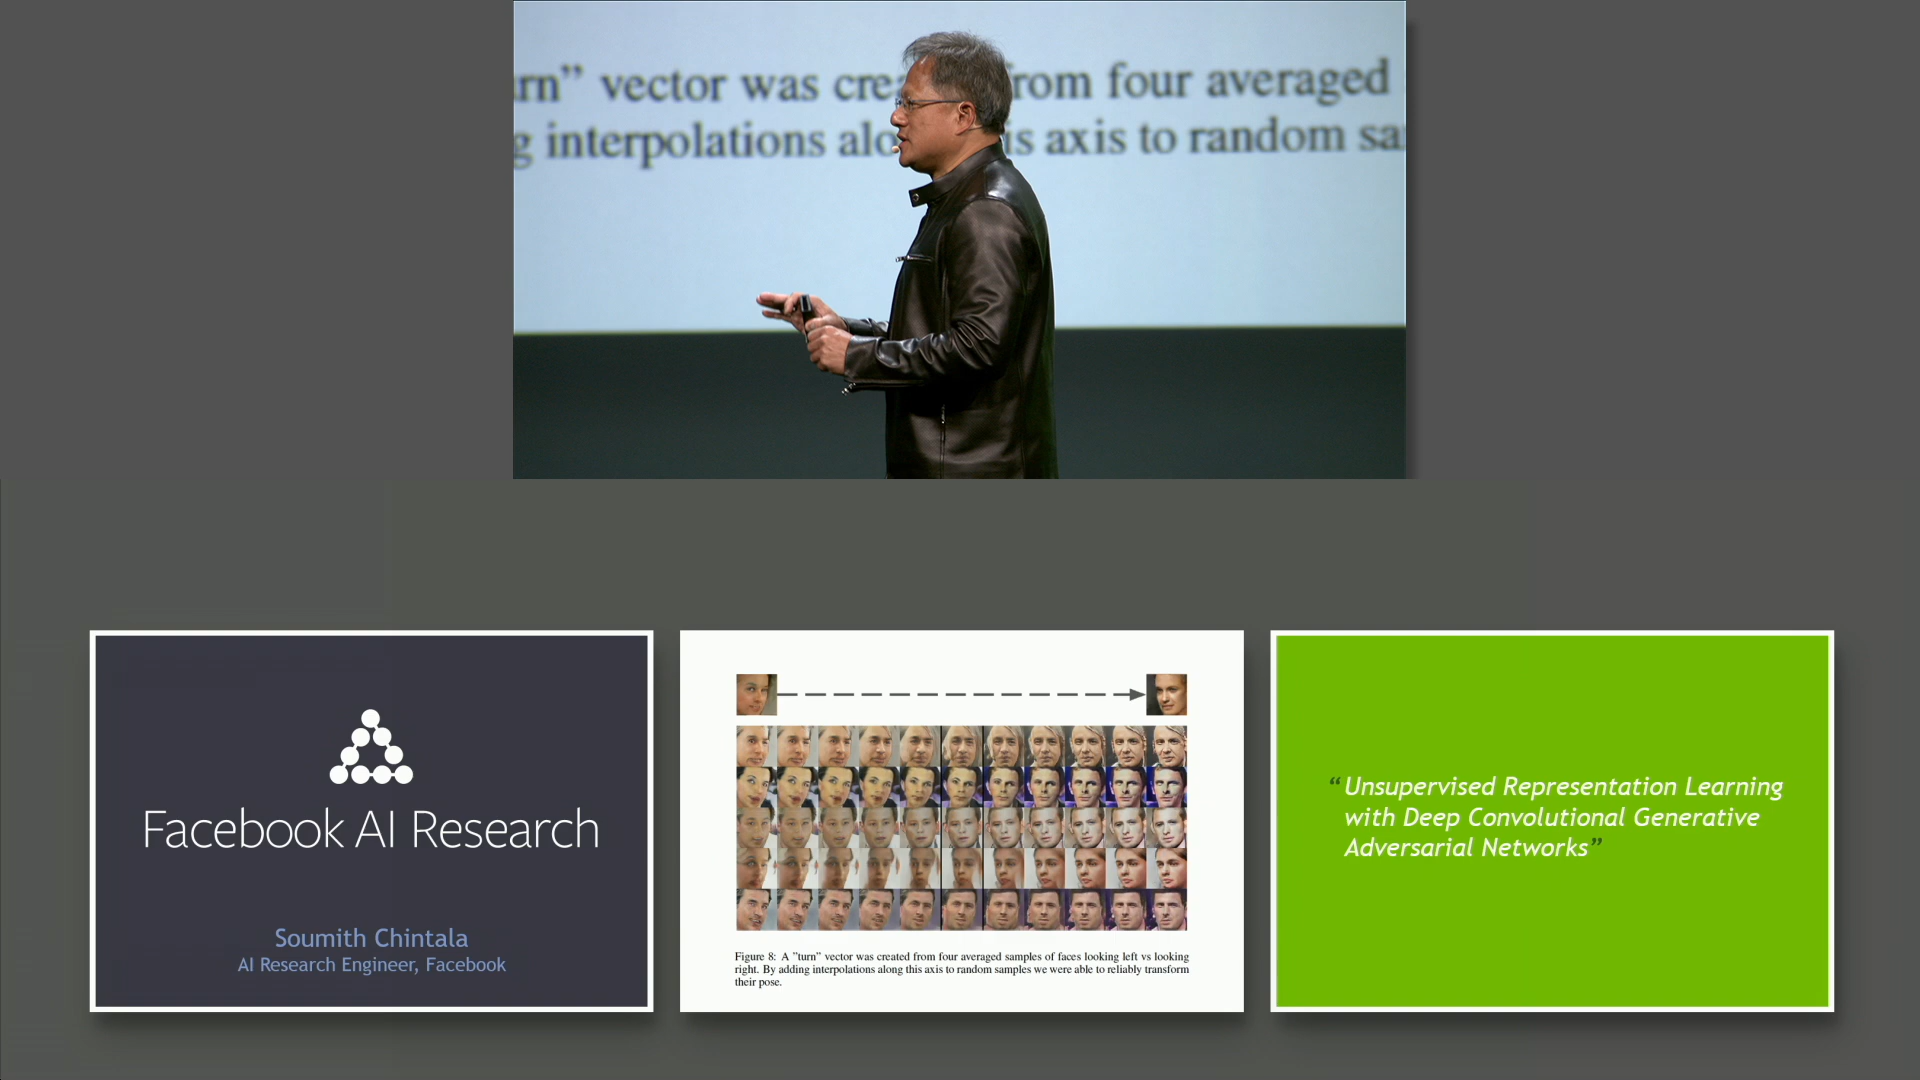 rn” vector was cre rom four averaged
g interpolations alo is axis to random sa
Facebook AI Research
Soumith Chintala
AI Research Engineer, Facebook
Figure 8: A "turn" vector was created from four averaged samples of faces looking left vs looking
right. By adding interpolations along this axis to random samples we were able to reliably transform
their pose.
“Unsupervised Representation Learning
with Deep Convolutional Generative
Adversarial Networks”